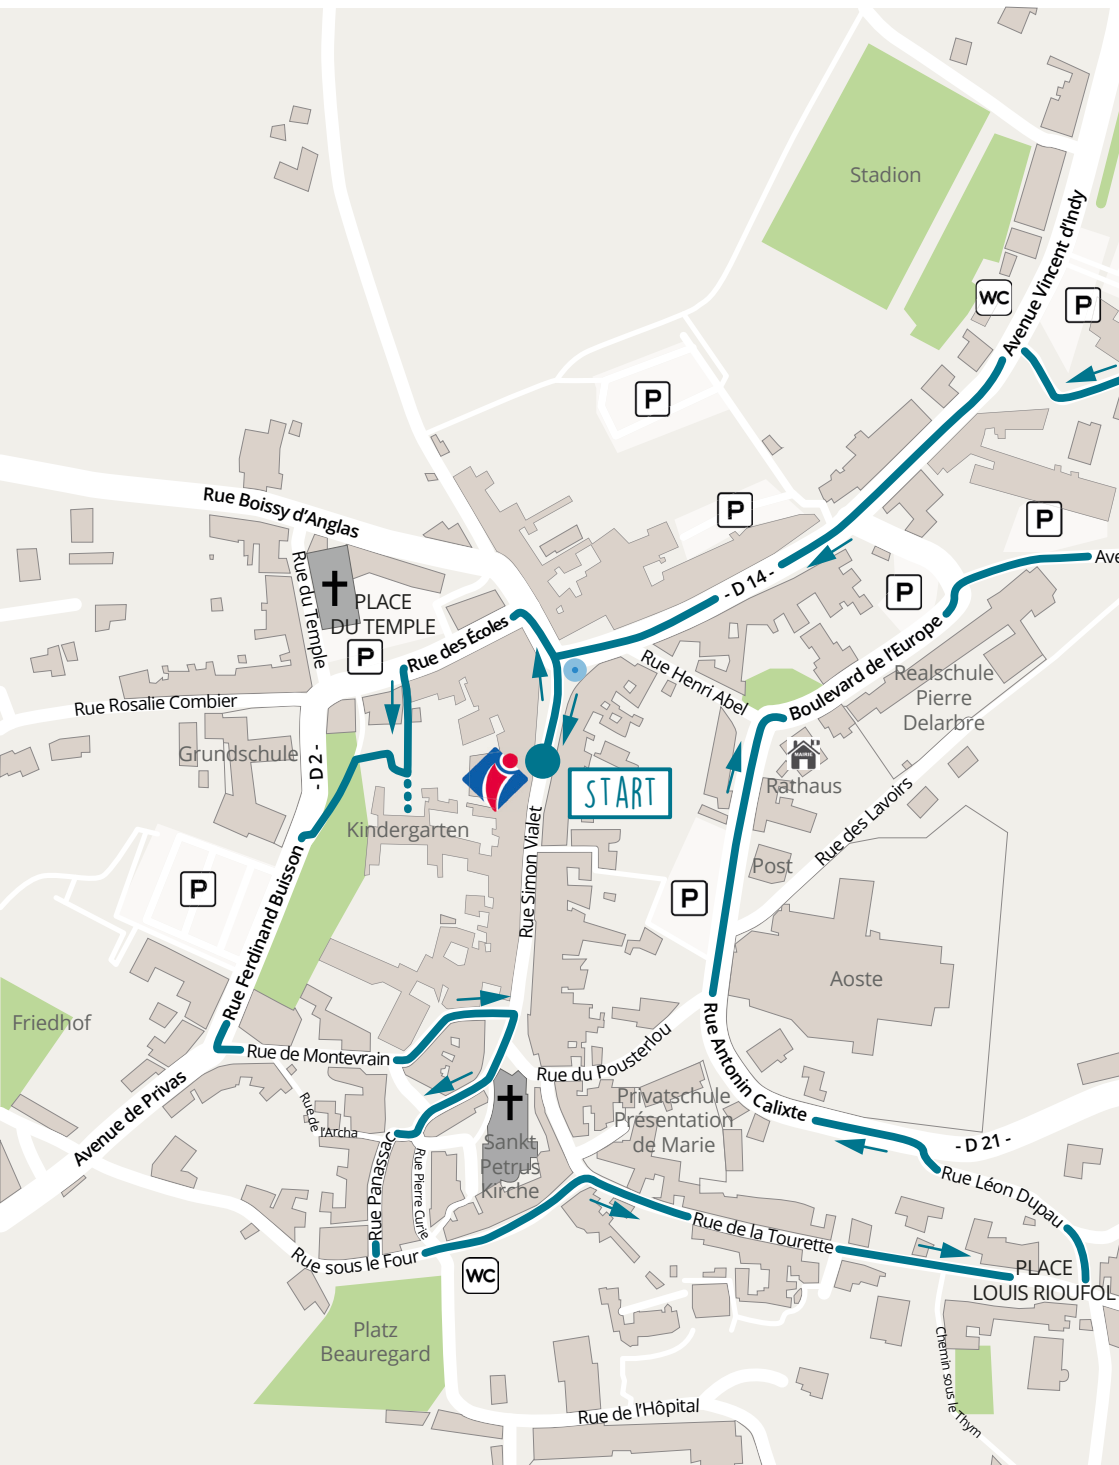 Stadion
Avenue Vincent d'Indy
WC
P
P
Rue Boissy d'Anglas
P
P
- D 14 -
Ave
Rue du Temple
PLACE
DU TEMPLE
P
Rue des Écoles
P
Boulevard de l'Europe
Rue Henri Abel
Realschule
Pierre
Delarbre
Rue Rosalie Combier
Grundschule
- D 2 -
START
MAIRIE
Rathaus
Kindergarten
Rue Simon Vialet
Rue des Lavoirs
Post
P
P
Rue Ferdinand Buisson
Aoste
Friedhof
Rue de Montevrain
Rue Antonin Calixte
Rue du Pousterlou
Privatschule
Présentation
de Marie
Avenue de Privas
Rue de l'Archa
Rue Panassac
Rue Pierre Curie
Sankt
Petrus
Kirche
- D 21 -
Rue Léon Dupau
Rue de la Tourette
Rue sous le Four
WC
PLACE
LOUIS RIOUFOL
Platz
Beauregard
Chemin sous le Thym
Rue de l'Hôpital